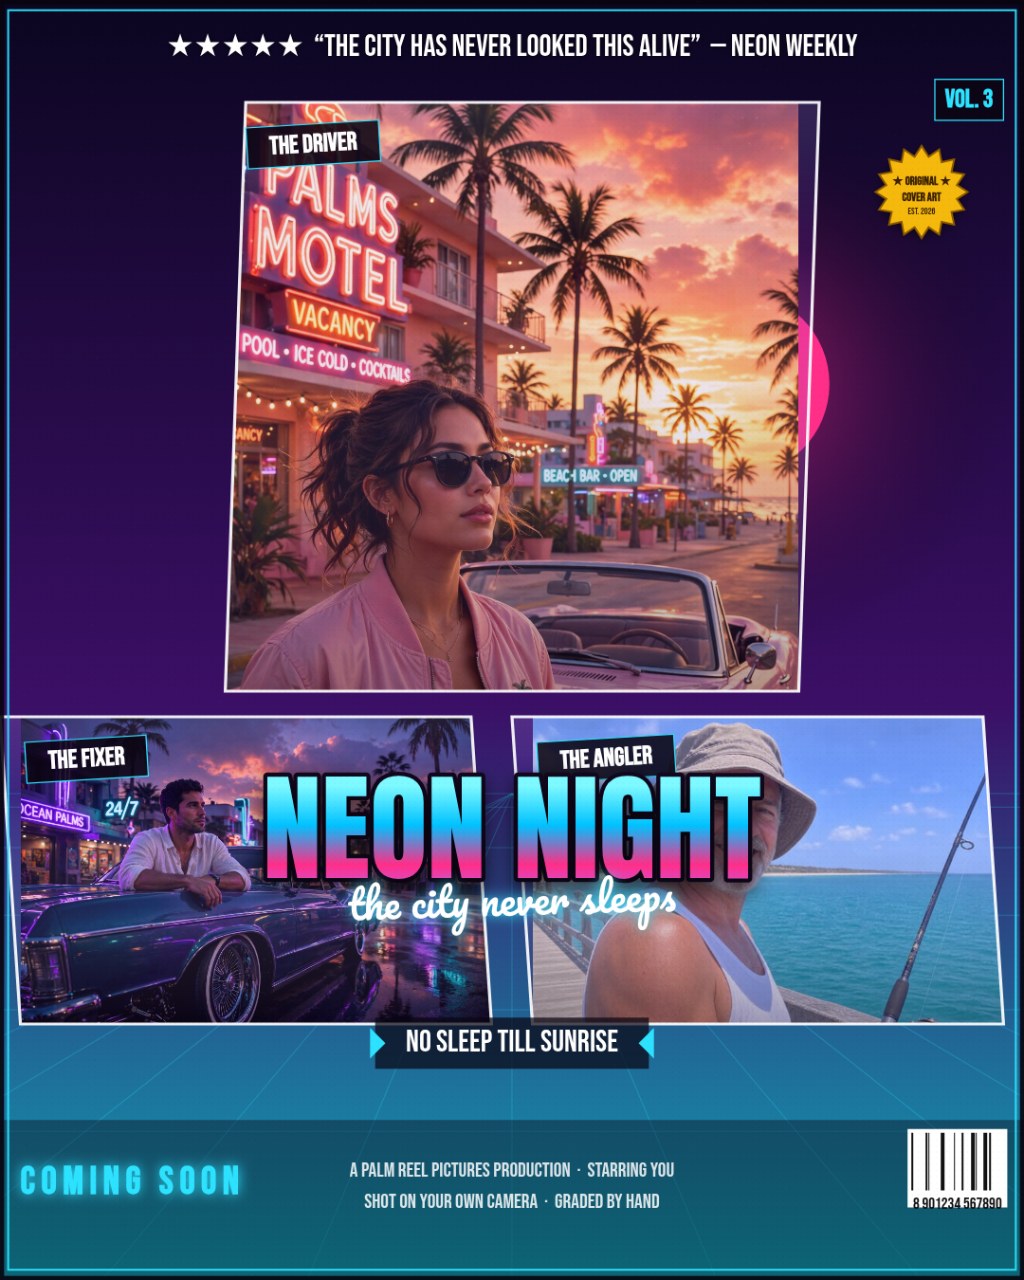 ★★★★★ “THE CITY HAS NEVER LOOKED THIS ALIVE” — NEON WEEKLY
VOL. 3
★ ORIGINAL ★
COVER ART
EST. 2026
THE DRIVER
PALMS
MOTEL
VACANCY
POOL • ICE COLD • COCKTAILS
BEACH BAR • OPEN
THE FIXER
24/7
OCEAN PALMS
THE ANGLER
NEON NIGHT
the city never sleeps
NO SLEEP TILL SUNRISE
COMING SOON
A PALM REEL PICTURES PRODUCTION · STARRING YOU
SHOT ON YOUR OWN CAMERA · GRADED BY HAND
8 901234 567890